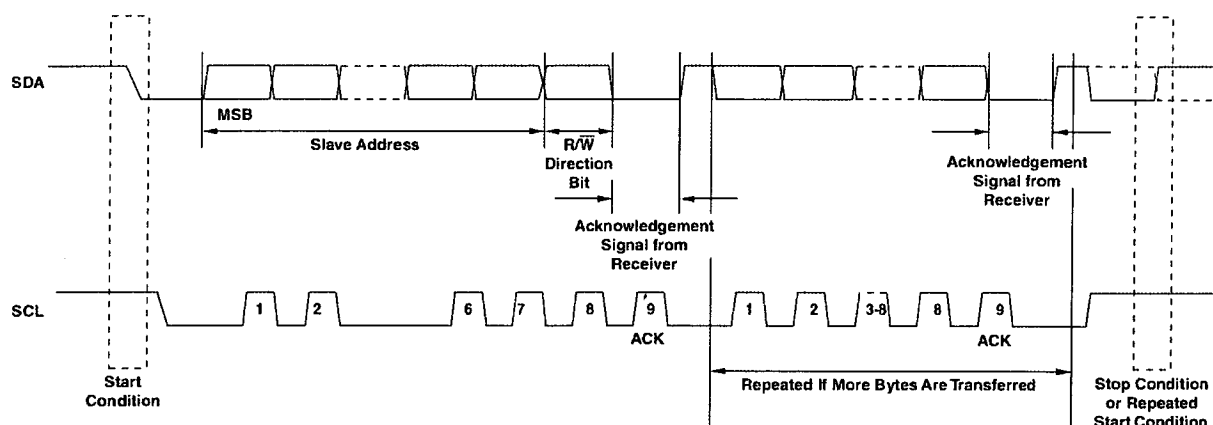 SDA
MSB
Slave Address
R/W̅
Direction
Bit
Acknowledgement
Signal from
Receiver
Acknowledgement
Signal from
Receiver
SCL
1
2
6
7
8
9
ACK
1
2
3-8
8
9
ACK
Start
Condition
Repeated If More Bytes Are Transferred
Stop Condition
or Repeated
Start Condition